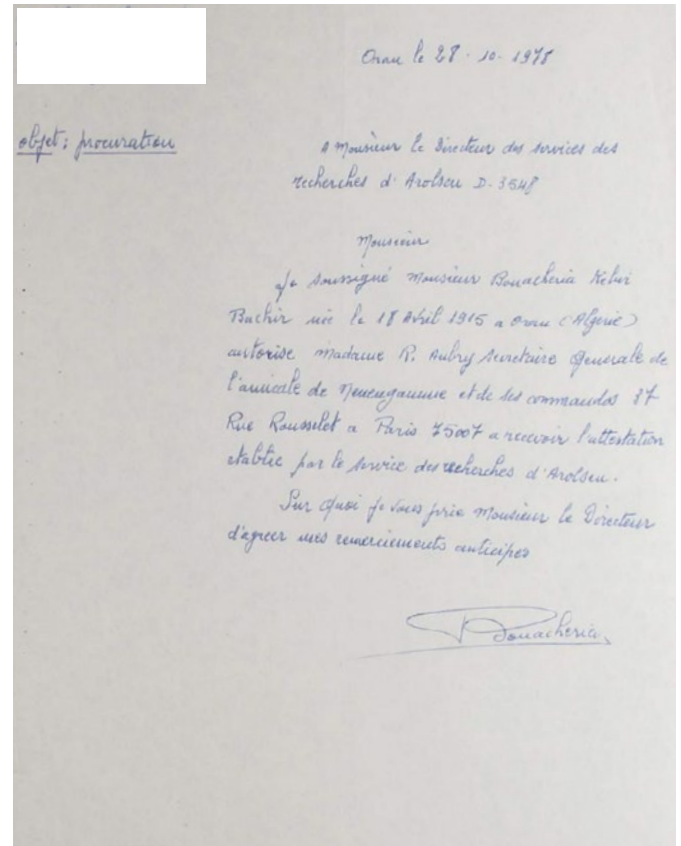 Oran le 28-10-1978
objet: procuration
A Monsieur le Directeur des services des
recherches d'Arolsen D-3548
Monsieur
Je soussigné Monsieur Bouacheria Kebir
Bachir née le 18 Avril 1915 a Oran (Algerie)
autorise madame R. Aubry Secretaire Generale de
l'amicale de Neuengamme et de ses commandos 37
Rue Rousselet a Paris 75007 a recevoir l'attestation
etablie par le service des recherches d'Arolsen.
Sur quoi je vous prie Monsieur le Directeur
d'agreer mes remerciements anticipes
Bouacheria